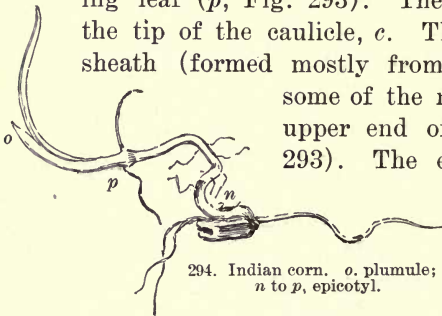 ing leaf (p, Fig. 293). The
the tip of the caulicle, c.
sheath (formed mostly from
some of the
upper end
293). The
o
p
n
294. Indian corn. o. plumule;
n to p, epicotyl.